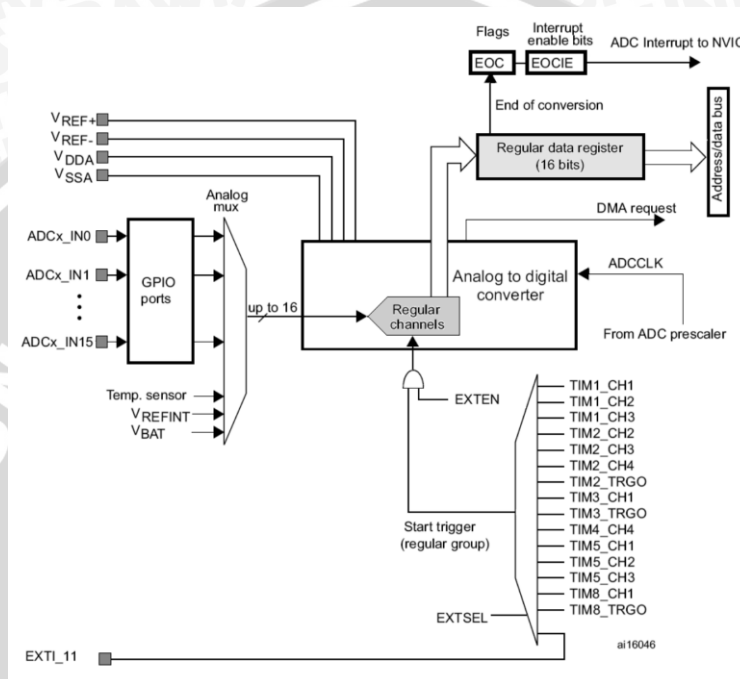 Flags
Interrupt
enable bits
ADC Interrupt to NVIC
EOC
EOCIE
End of conversion
VREF+
VREF-
VDDA
VSSA
Regular data register
(16 bits)
Address/data bus
Analog
mux
DMA request
ADCx_IN0
ADCx_IN1
ADCx_IN15
GPIO
ports
up to 16
Regular
channels
Analog to digital
converter
ADCCLK
From ADC prescaler
Temp. sensor
VREFINT
VBAT
EXTEN
TIM1_CH1
TIM1_CH2
TIM1_CH3
TIM2_CH2
TIM2_CH3
TIM2_CH4
TIM2_TRGO
TIM3_CH1
TIM3_TRGO
TIM4_CH4
TIM5_CH1
TIM5_CH2
TIM5_CH3
TIM8_CH1
TIM8_TRGO
Start trigger
(regular group)
EXTSEL
ai16046
EXTI_11